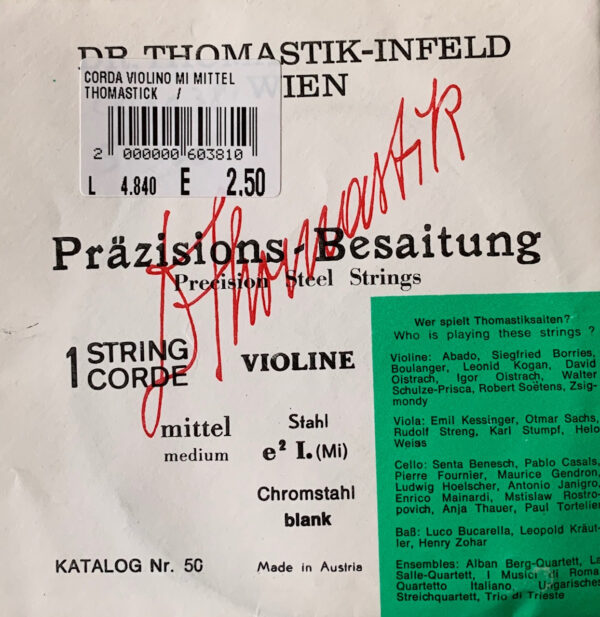 DR. THOMASTIK-INFELD
WIEN
CORDA VIOLINO MI MITTEL
THOMASTICK /
2 000000 603810
L 4.840 E 2.50
Dr Thomastik
Präzisions-Besaitung
Precision Steel Strings
1 STRING
CORDE
VIOLINE
mittel
medium
Stahl
e² I. (Mi)
Chromstahl
blank
KATALOG Nr. 50
Made in Austria
Wer spielt Thomastiksaiten?
Who is playing these strings ?
Violine: Abado, Siegfried Borries,
Boulanger, Leonid Kogan, David
Oistrach, Igor Oistrach, Walter
Schulze-Prisca, Robert Soëtens, Zsig-
mondy
Viola: Emil Kessinger, Otmar Sachs,
Rudolf Streng, Karl Stumpf, Helo
Weiss
Cello: Senta Benesch, Pablo Casals,
Pierre Fournier, Maurice Gendron,
Ludwig Hoelscher, Antonio Janigro,
Enrico Mainardi, Mstislaw Rostro-
povich, Anja Thauer, Paul Tortelier
Baß: Luco Bucarella, Leopold Kräut-
ler, Henry Zohar
Ensembles: Alban Berg-Quartett, La
Salle-Quartett, I Musici di Roma
Quartetto Italiano, Ungarisches
Streichquartett, Trio di Trieste